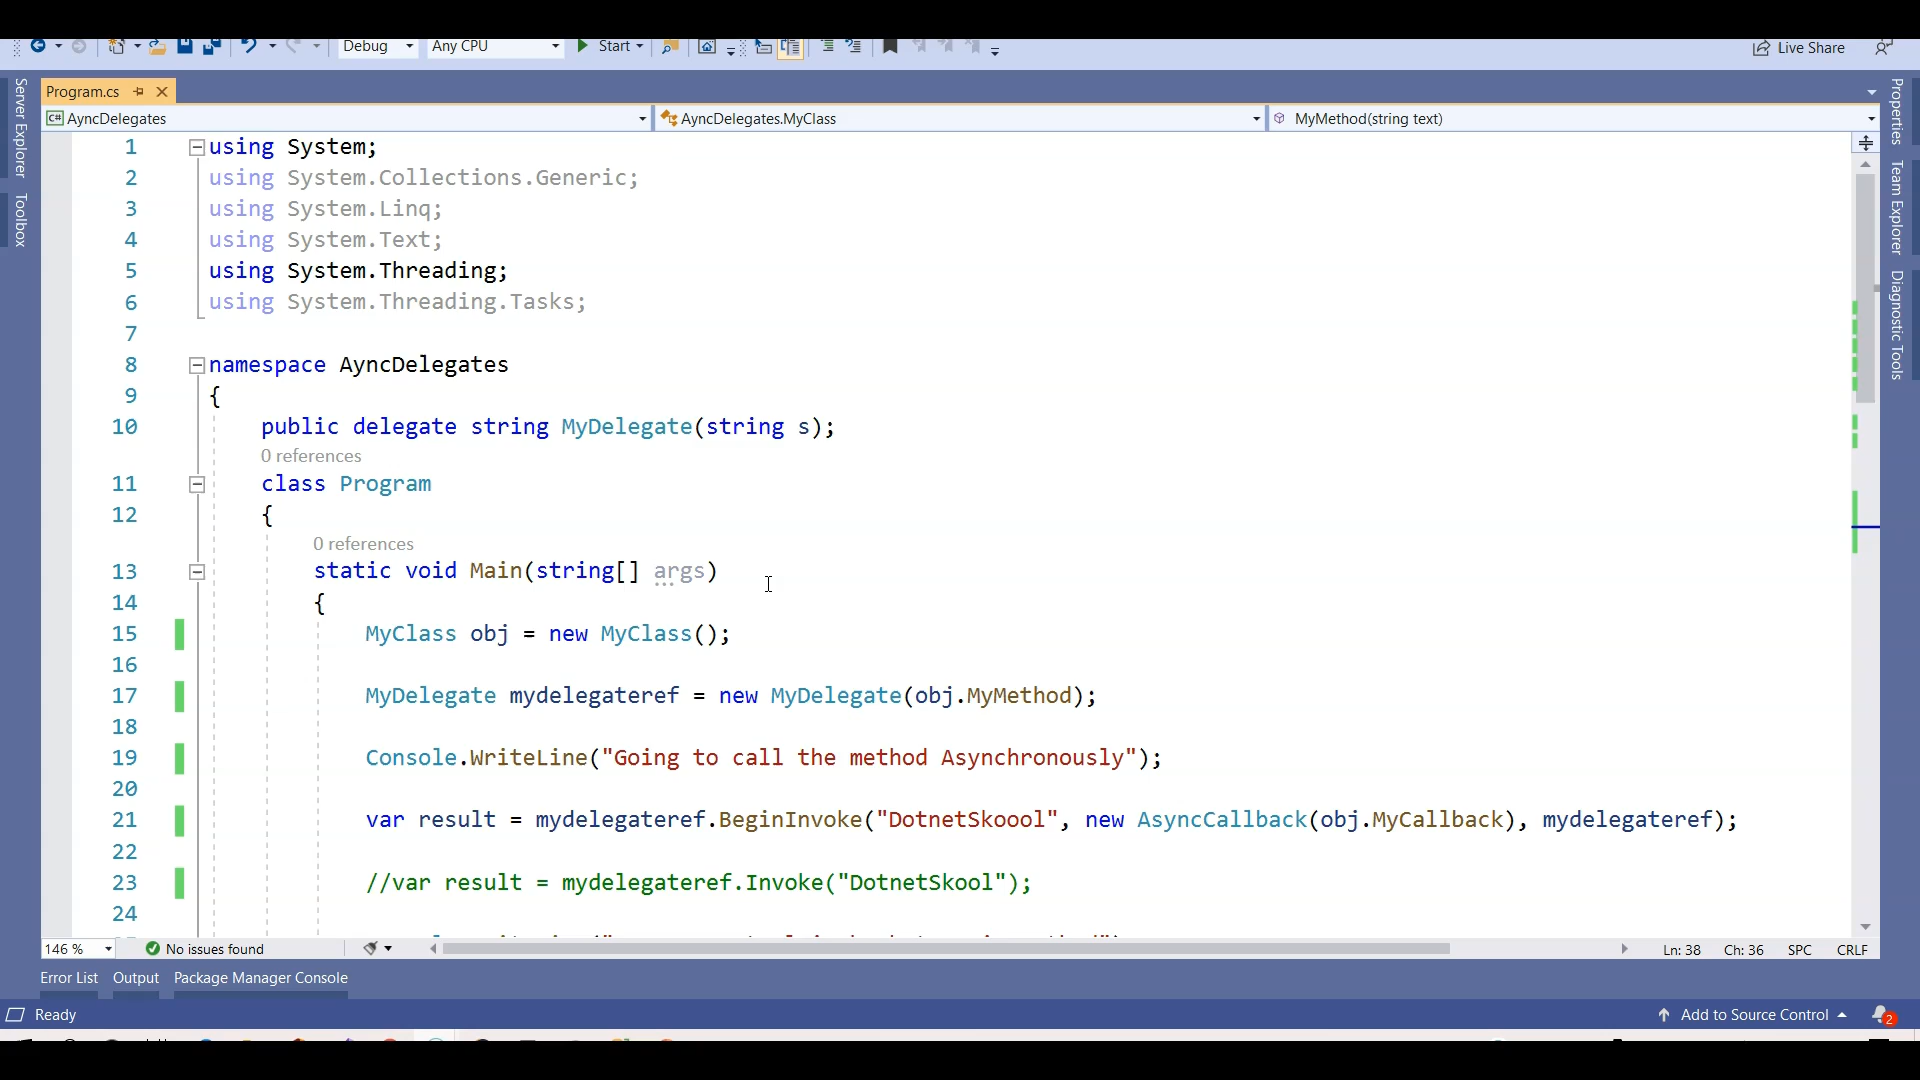 Debug Any CPU Start Live Share
Program.cs
AyncDelegates AyncDelegates.MyClass MyMethod(string text)
Server Explorer
Toolbox
Properties
Team Explorer
Diagnostic Tools
1 using System;
2 using System.Collections.Generic;
3 using System.Linq;
4 using System.Text;
5 using System.Threading;
6 using System.Threading.Tasks;
7
8 namespace AyncDelegates
9 {
10 public delegate string MyDelegate(string s);
0 references
11 class Program
12 {
0 references
13 static void Main(string[] args)
14 {
15 MyClass obj = new MyClass();
16
17 MyDelegate mydelegateref = new MyDelegate(obj.MyMethod);
18
19 Console.WriteLine("Going to call the method Asynchronously");
20
21 var result = mydelegateref.BeginInvoke("DotnetSkoool", new AsyncCallback(obj.MyCallback), mydelegateref);
22
23 //var result = mydelegateref.Invoke("DotnetSkool");
24
146 % No issues found Ln: 38 Ch: 36 SPC CRLF
Error List Output Package Manager Console
Ready Add to Source Control 2